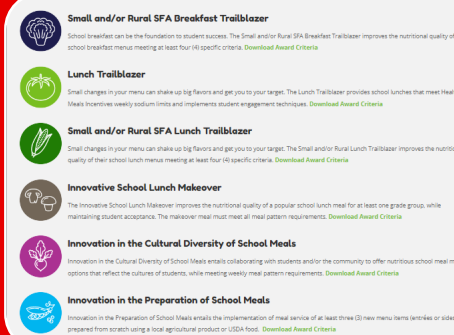 Small and/or Rural SFA Breakfast Trailblazer
School breakfast can be the foundation to student success. The Small and/or Rural SFA Breakfast Trailblazer improves the nutritional quality of
school breakfast menus meeting at least four (4) specific criteria. Download Award Criteria
Lunch Trailblazer
Small changes in your menu can shake up big flavors and get you to your target. The Lunch Trailblazer provides school lunches that meet Heal
Meals Incentives weekly sodium limits and implements student engagement techniques. Download Award Criteria
Small and/or Rural SFA Lunch Trailblazer
Small changes in your menu can shake up big flavors and get you to your target. The Small and/or Rural Lunch Trailblazer improves the nutritio
quality of their school lunch menus meeting at least four (4) specific criteria. Download Award Criteria
Innovative School Lunch Makeover
The Innovative School Lunch Makeover improves the nutritional quality of a popular school lunch meal for at least one grade group, while
maintaining student acceptance. The makeover meal must meet all meal pattern requirements. Download Award Criteria
Innovation in the Cultural Diversity of School Meals
Innovation in the Cultural Diversity of School Meals entails collaborating with students and/or the community to offer nutritious school meal m
options that reflect the cultures of students, while meeting weekly meal pattern requirements. Download Award Criteria
Innovation in the Preparation of School Meals
Innovation in the Preparation of School Meals entails the implementation of meal service of at least three (3) new menu items (entrées or sides
prepared from scratch using a local agricultural product or USDA food. Download Award Criteria